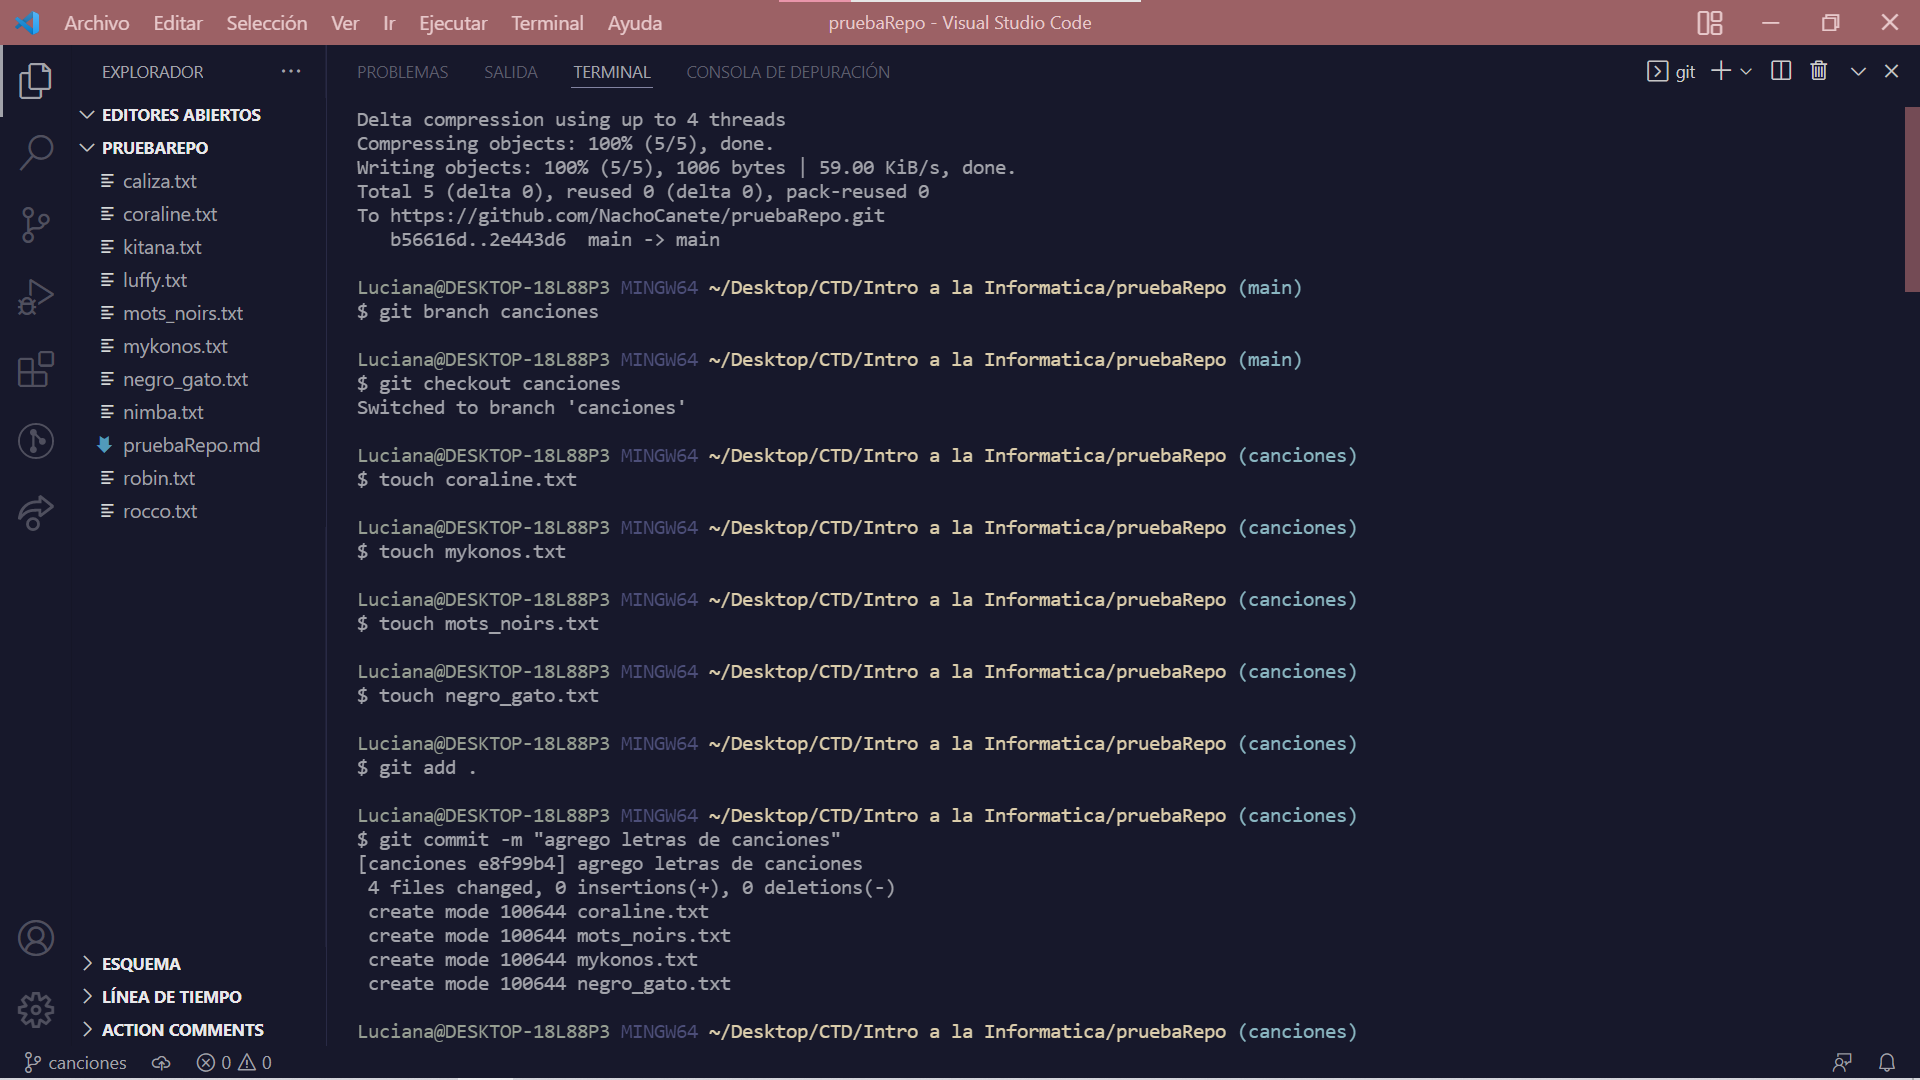 Archivo Editar Selección Ver Ir Ejecutar Terminal Ayuda pruebaRepo - Visual Studio Code
EXPLORADOR
EDITORES ABIERTOS
PRUEBAREPO
caliza.txt
coraline.txt
kitana.txt
luffy.txt
mots_noirs.txt
mykonos.txt
negro_gato.txt
nimba.txt
pruebaRepo.md
robin.txt
rocco.txt
ESQUEMA
LÍNEA DE TIEMPO
ACTION COMMENTS
PROBLEMAS SALIDA TERMINAL CONSOLA DE DEPURACIÓN git
Delta compression using up to 4 threads
Compressing objects: 100% (5/5), done.
Writing objects: 100% (5/5), 1006 bytes | 59.00 KiB/s, done.
Total 5 (delta 0), reused 0 (delta 0), pack-reused 0
To https://github.com/NachoCanete/pruebaRepo.git
b56616d..2e443d6  main -> main
Luciana@DESKTOP-18L88P3 MINGW64 ~/Desktop/CTD/Intro a la Informatica/pruebaRepo (main)
$ git branch canciones
Luciana@DESKTOP-18L88P3 MINGW64 ~/Desktop/CTD/Intro a la Informatica/pruebaRepo (main)
$ git checkout canciones
Switched to branch 'canciones'
Luciana@DESKTOP-18L88P3 MINGW64 ~/Desktop/CTD/Intro a la Informatica/pruebaRepo (canciones)
$ touch coraline.txt
Luciana@DESKTOP-18L88P3 MINGW64 ~/Desktop/CTD/Intro a la Informatica/pruebaRepo (canciones)
$ touch mykonos.txt
Luciana@DESKTOP-18L88P3 MINGW64 ~/Desktop/CTD/Intro a la Informatica/pruebaRepo (canciones)
$ touch mots_noirs.txt
Luciana@DESKTOP-18L88P3 MINGW64 ~/Desktop/CTD/Intro a la Informatica/pruebaRepo (canciones)
$ touch negro_gato.txt
Luciana@DESKTOP-18L88P3 MINGW64 ~/Desktop/CTD/Intro a la Informatica/pruebaRepo (canciones)
$ git add .
Luciana@DESKTOP-18L88P3 MINGW64 ~/Desktop/CTD/Intro a la Informatica/pruebaRepo (canciones)
$ git commit -m "agrego letras de canciones"
[canciones e8f99b4] agrego letras de canciones
4 files changed, 0 insertions(+), 0 deletions(-)
create mode 100644 coraline.txt
create mode 100644 mots_noirs.txt
create mode 100644 mykonos.txt
create mode 100644 negro_gato.txt
Luciana@DESKTOP-18L88P3 MINGW64 ~/Desktop/CTD/Intro a la Informatica/pruebaRepo (canciones)
canciones 0 0